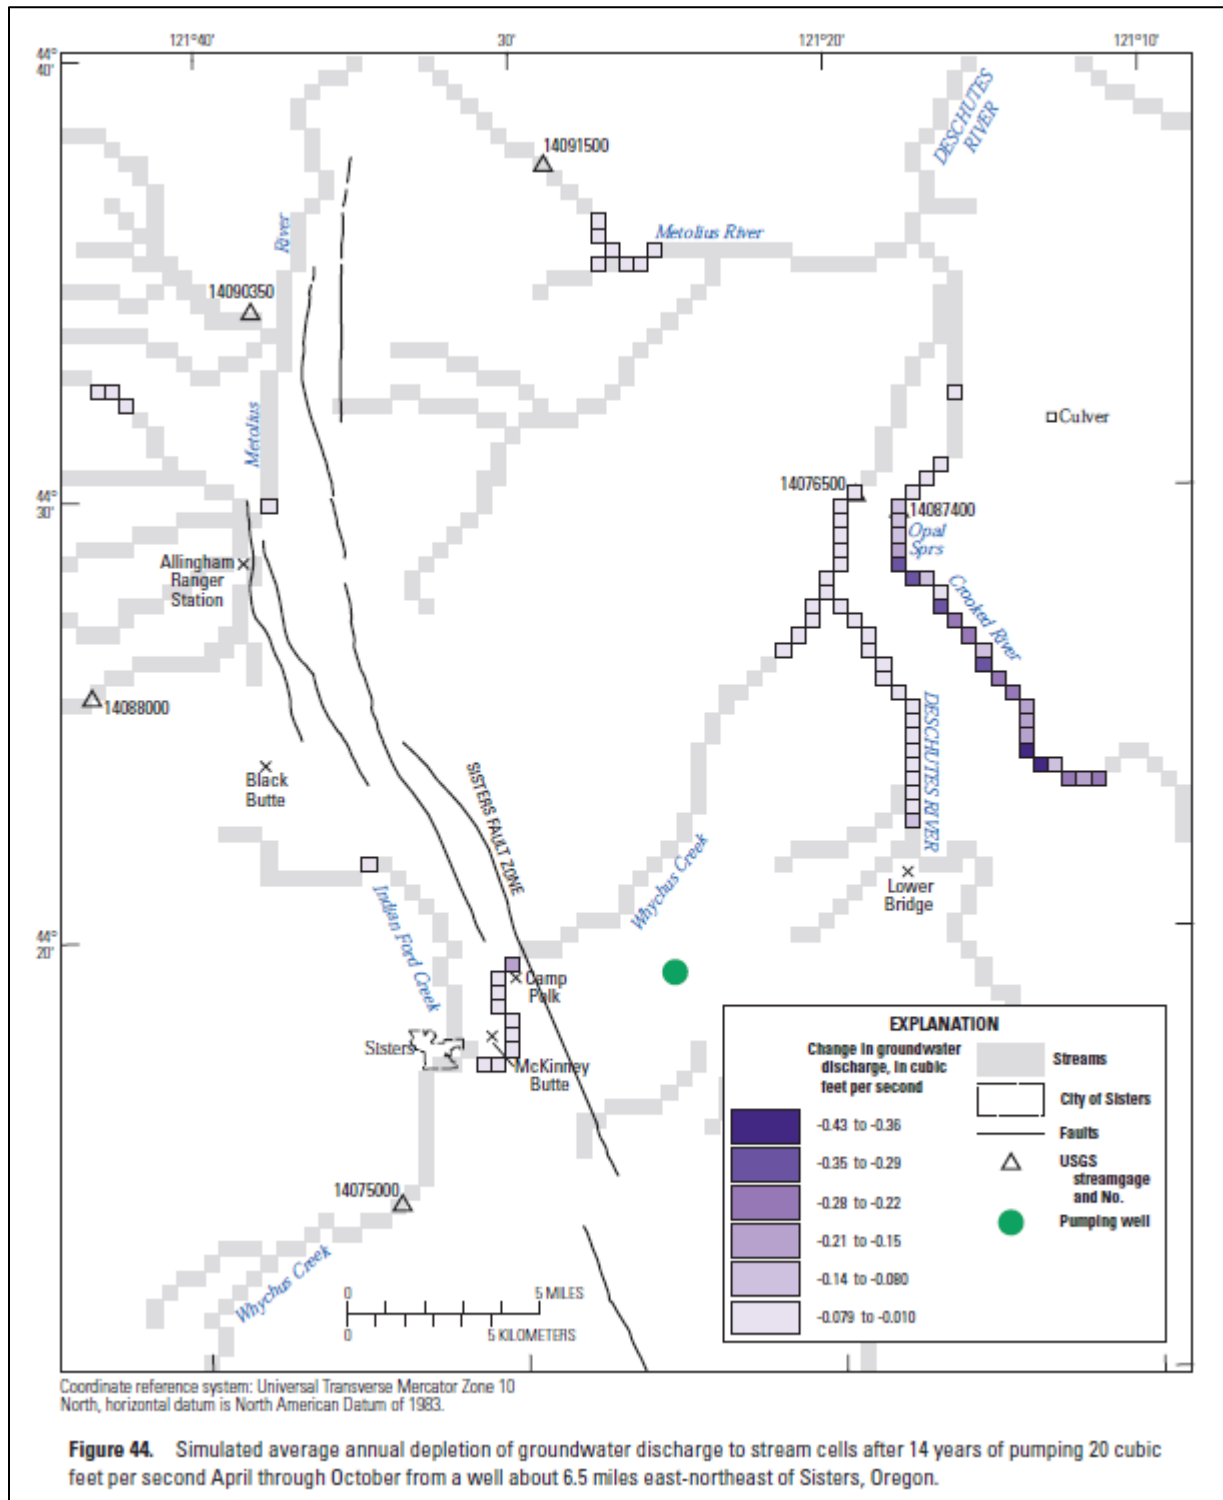 121°40'
30'
121°20'
121°10'
44°
40'
DESCHUTES
RIVER
14091500
River
Metolius River
14090350
Metolius
Culver
44°
30'
14076500
14087400
Opal
Sprs
Allingham
Ranger
Station
Crooked River
14088000
DESCHUTES RIVER
Black
Butte
SISTERS FAULT ZONE
Whychus Creek
Lower
Bridge
Indian Ford Creek
44°
20'
Camp
Polk
Sisters
McKinney
Butte
14075000
Whychus Creek
0 5 MILES
0 5 KILOMETERS
EXPLANATION
Change in groundwater
discharge, in cubic
feet per second
-0.43 to -0.36
-0.35 to -0.29
-0.28 to -0.22
-0.21 to -0.15
-0.14 to -0.080
-0.079 to -0.010
Streams
City of Sisters
Faults
USGS
streamgage
and No.
Pumping well
Coordinate reference system: Universal Transverse Mercator Zone 10
North, horizontal datum is North American Datum of 1983.
Figure 44. Simulated average annual depletion of groundwater discharge to stream cells after 14 years of pumping 20 cubic
feet per second April through October from a well about 6.5 miles east-northeast of Sisters, Oregon.